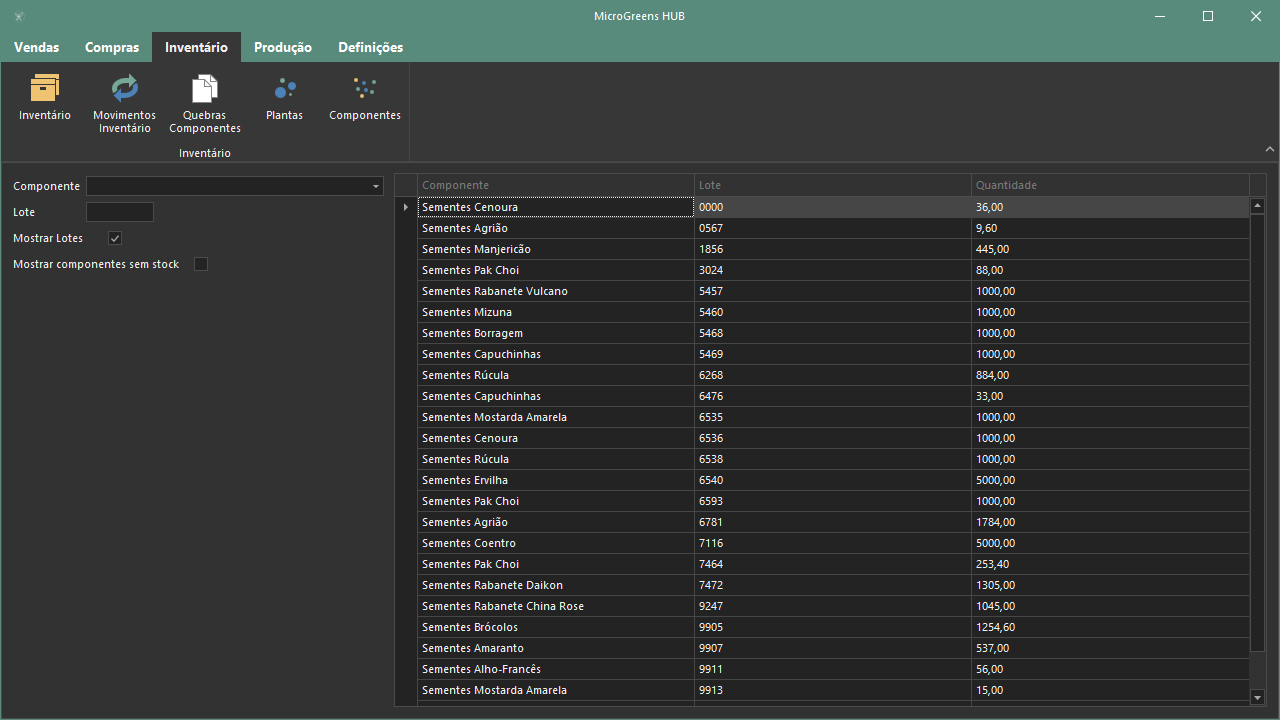 MicroGreens HUB
Vendas Compras Inventário Produção Definições
Inventário
Movimentos Inventário
Quebras Componentes
Plantas
Componentes
Inventário
Componente
Lote
Mostrar Lotes
Mostrar componentes sem stock
Componente Lote Quantidade
Sementes Cenoura 0000 36,00
Sementes Agrião 0567 9,60
Sementes Manjericão 1856 445,00
Sementes Pak Choi 3024 88,00
Sementes Rabanete Vulcano 5457 1000,00
Sementes Mizuna 5460 1000,00
Sementes Borragem 5468 1000,00
Sementes Capuchinhas 5469 1000,00
Sementes Rúcula 6268 884,00
Sementes Capuchinhas 6476 33,00
Sementes Mostarda Amarela 6535 1000,00
Sementes Cenoura 6536 1000,00
Sementes Rúcula 6538 1000,00
Sementes Ervilha 6540 5000,00
Sementes Pak Choi 6593 1000,00
Sementes Agrião 6781 1784,00
Sementes Coentro 7116 5000,00
Sementes Pak Choi 7464 253,40
Sementes Rabanete Daikon 7472 1305,00
Sementes Rabanete China Rose 9247 1045,00
Sementes Brócolos 9905 1254,60
Sementes Amaranto 9907 537,00
Sementes Alho-Francês 9911 56,00
Sementes Mostarda Amarela 9913 15,00